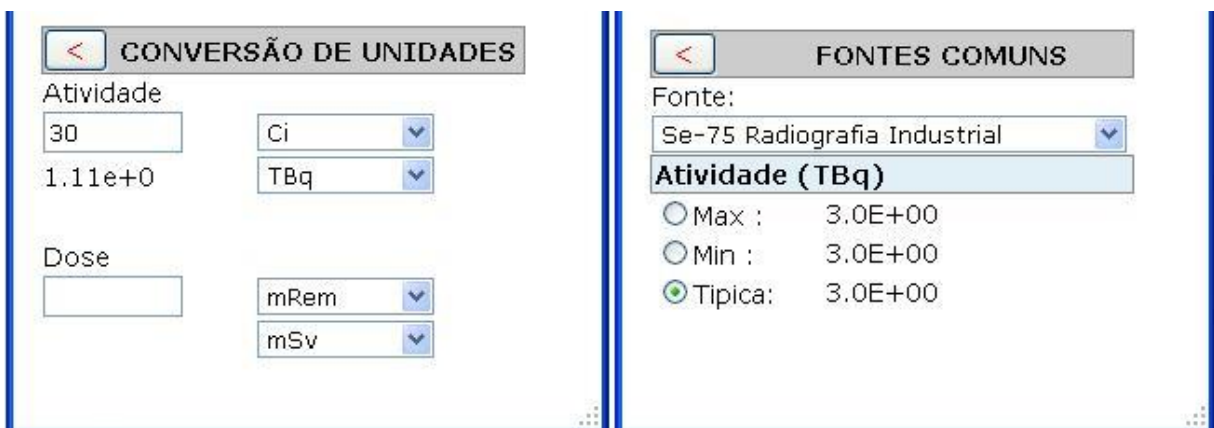 < CONVERSÃO DE UNIDADES
Atividade
30 Ci
1.11e+0 TBq
Dose
mRem
mSv
< FONTES COMUNS
Fonte:
Se-75 Radiografia Industrial
Atividade (TBq)
Max : 3.0E+00
Min : 3.0E+00
Tipica: 3.0E+00